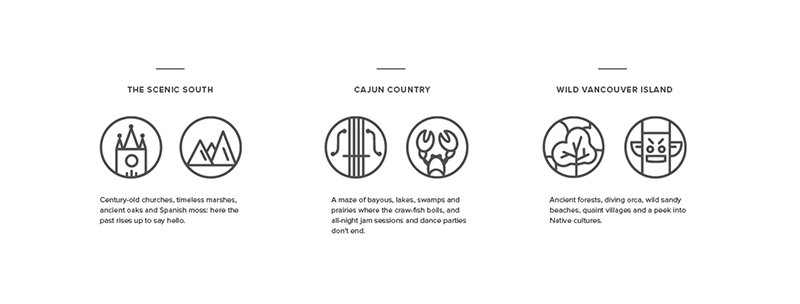 THE SCENIC SOUTH
Century-old churches, timeless marshes,
ancient oaks and Spanish moss: here the
past rises up to say hello.
CAJUN COUNTRY
A maze of bayous, lakes, swamps and
prairies where the craw-fish boils, and
all-night jam sessions and dance parties
don't end.
WILD VANCOUVER ISLAND
Ancient forests, diving orca, wild sandy
beaches, quaint villages and a peek into
Native cultures.